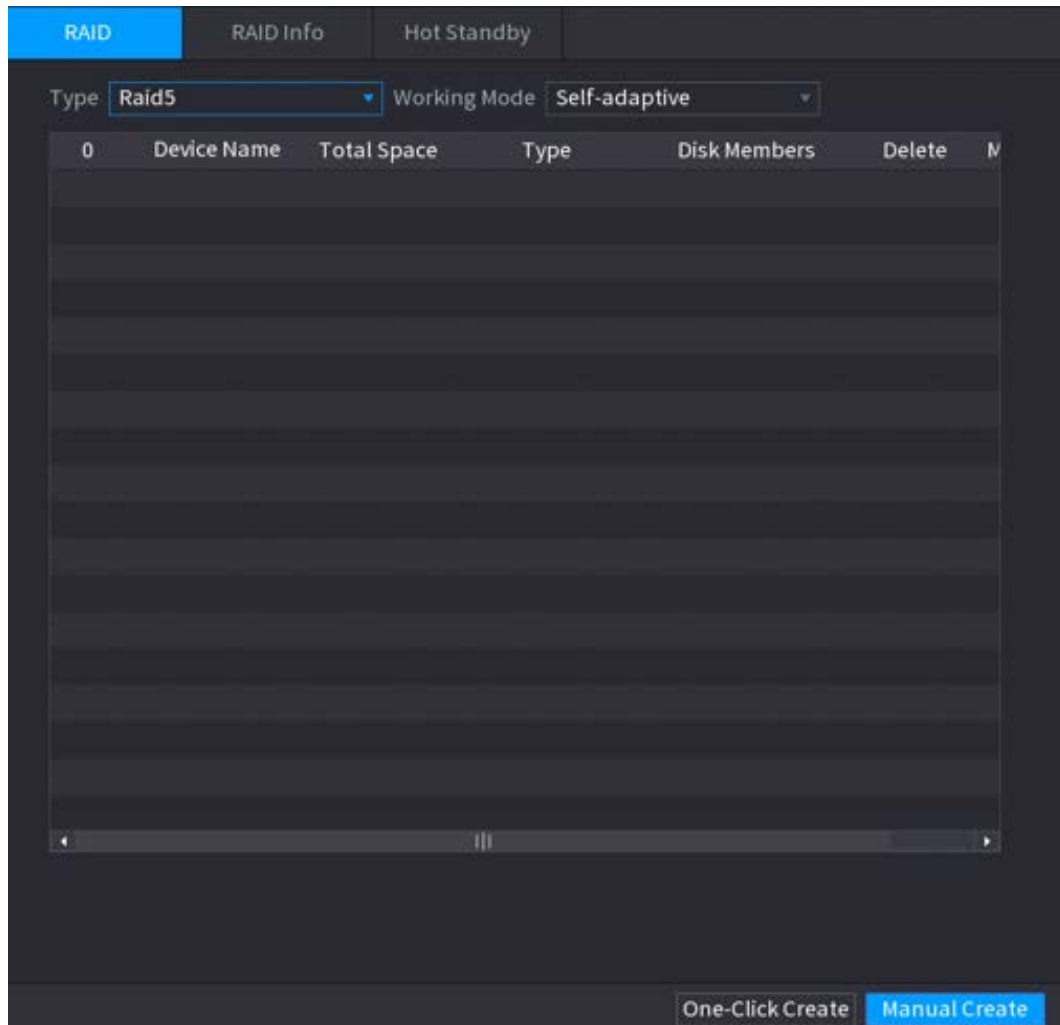 RAID RAID Info Hot Standby
Type Raid5 Working Mode Self-adaptive
0 Device Name Total Space Type Disk Members Delete M
One-Click Create Manual Create